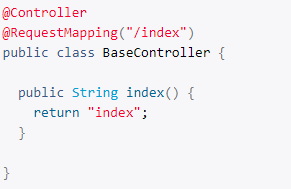 @Controller
@RequestMapping("/index")
public class BaseController {
  public String index() {
    return "index";
  }
}